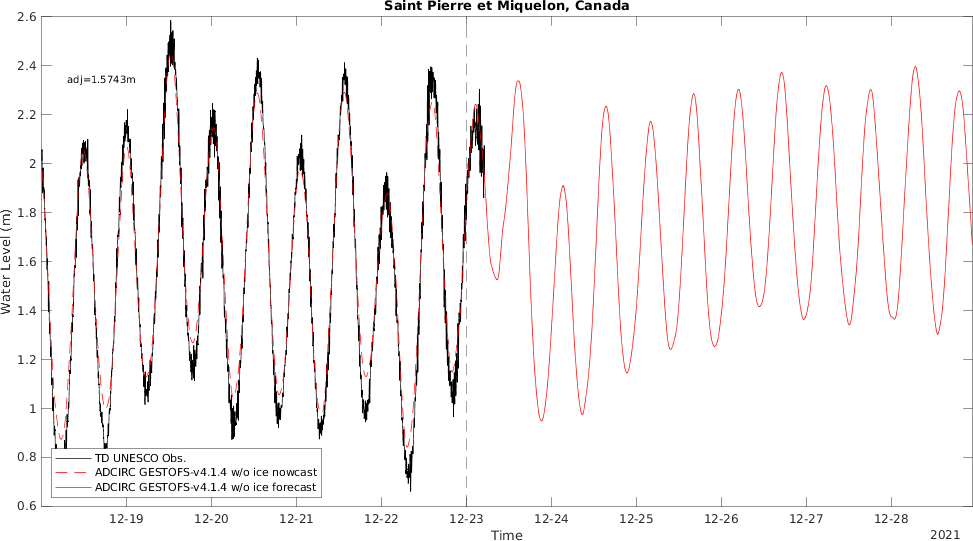 Saint Pierre et Miquelon, Canada
2.6
2.4
2.2
2
1.8
1.6
1.4
1.2
1
0.8
0.6
Water Level (m)
adj=1.5743m
TD UNESCO Obs.
ADCIRC GESTOFS-v4.1.4 w/o ice nowcast
ADCIRC GESTOFS-v4.1.4 w/o ice forecast
12-19 12-20 12-21 12-22 12-23 12-24 12-25 12-26 12-27 12-28
Time
2021